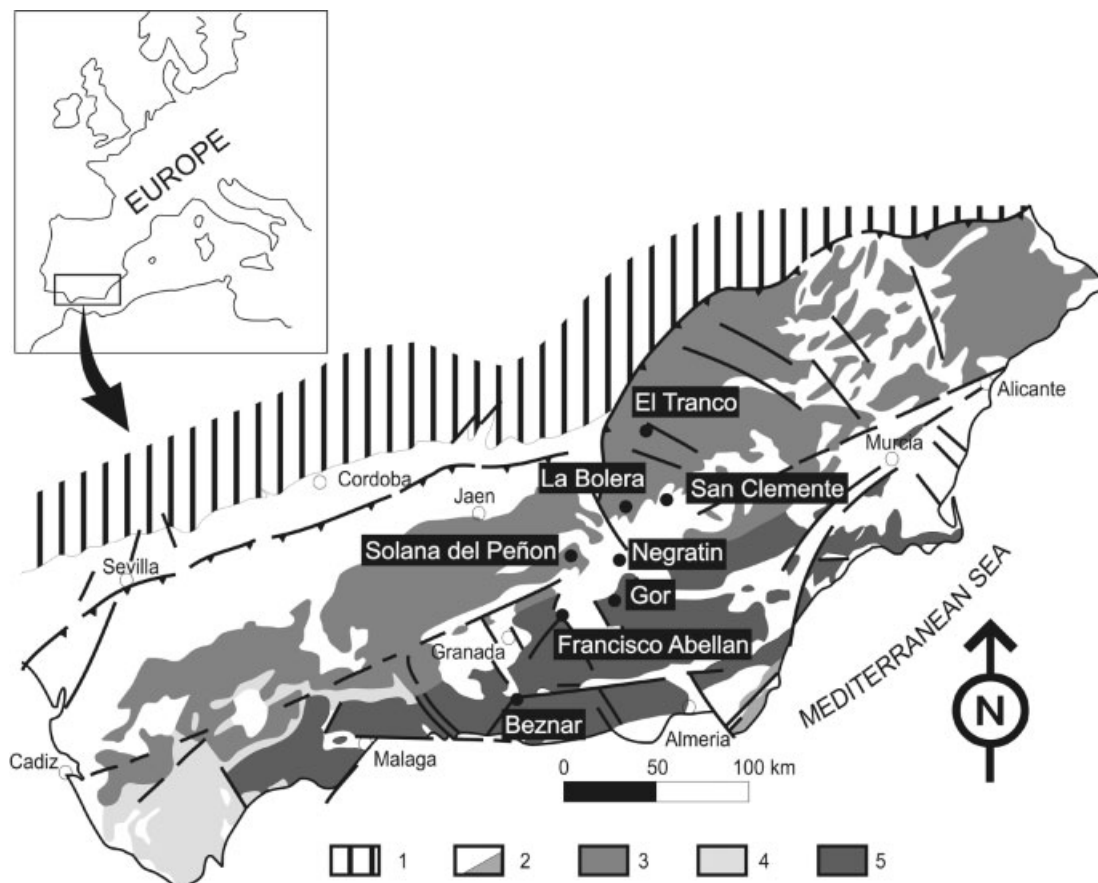 EUROPE
El Tranco
Alicante
Murcia
La Bolera
San Clemente
Cordoba
Jaen
Solana del Peñon
Negratin
Sevilla
Gor
Granada
Francisco Abellan
MEDITERRANEAN SEA
N
Beznar
Almeria
Malaga
Cadiz
0 50 100 km
1 2 3 4 5